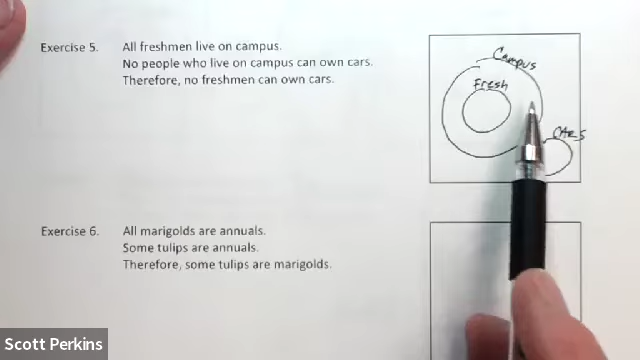 Exercise 5. All freshmen live on campus.
No people who live on campus can own cars.
Therefore, no freshmen can own cars.
Campus
Fresh
CARS
Exercise 6. All marigolds are annuals.
Some tulips are annuals.
Therefore, some tulips are marigolds.
Scott Perkins